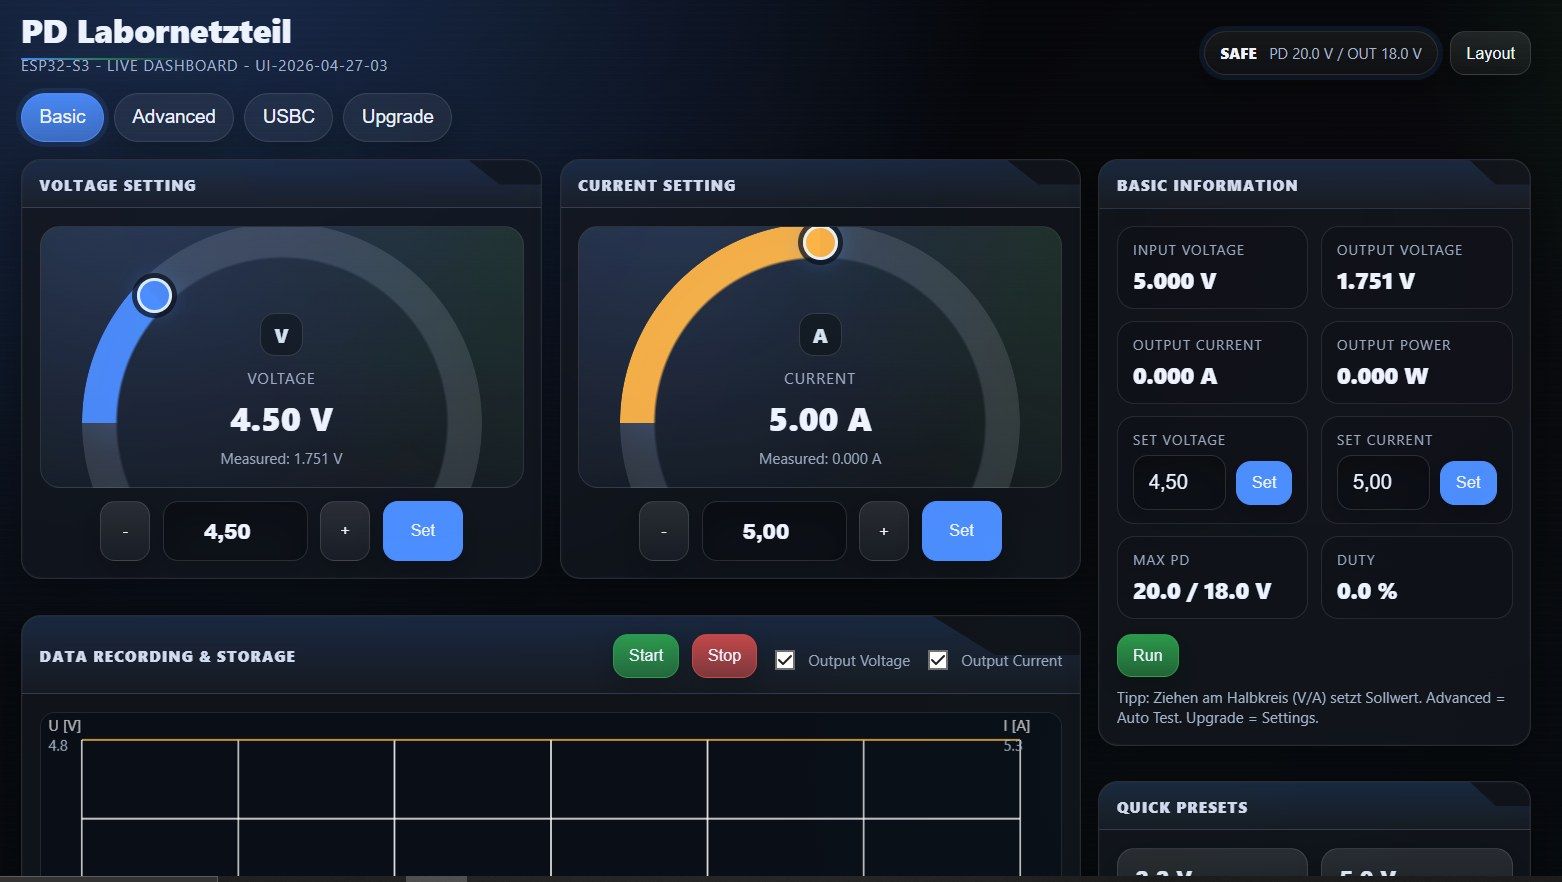 PD Labornetzteil
ESP32-S3 - LIVE DASHBOARD - UI-2026-04-27-03
SAFE PD 20.0 V / OUT 18.0 V
Layout
Basic
Advanced
USBC
Upgrade
VOLTAGE SETTING
V
VOLTAGE
4.50 V
Measured: 1.751 V
-
4,50
+
Set
CURRENT SETTING
A
CURRENT
5.00 A
Measured: 0.000 A
-
5,00
+
Set
BASIC INFORMATION
INPUT VOLTAGE
5.000 V
OUTPUT VOLTAGE
1.751 V
OUTPUT CURRENT
0.000 A
OUTPUT POWER
0.000 W
SET VOLTAGE
4,50
Set
SET CURRENT
5,00
Set
MAX PD
20.0 / 18.0 V
DUTY
0.0 %
Run
Tipp: Ziehen am Halbkreis (V/A) setzt Sollwert. Advanced =
Auto Test. Upgrade = Settings.
DATA RECORDING & STORAGE
Start
Stop
Output Voltage
Output Current
U [V]
4.8
I [A]
5.3
QUICK PRESETS